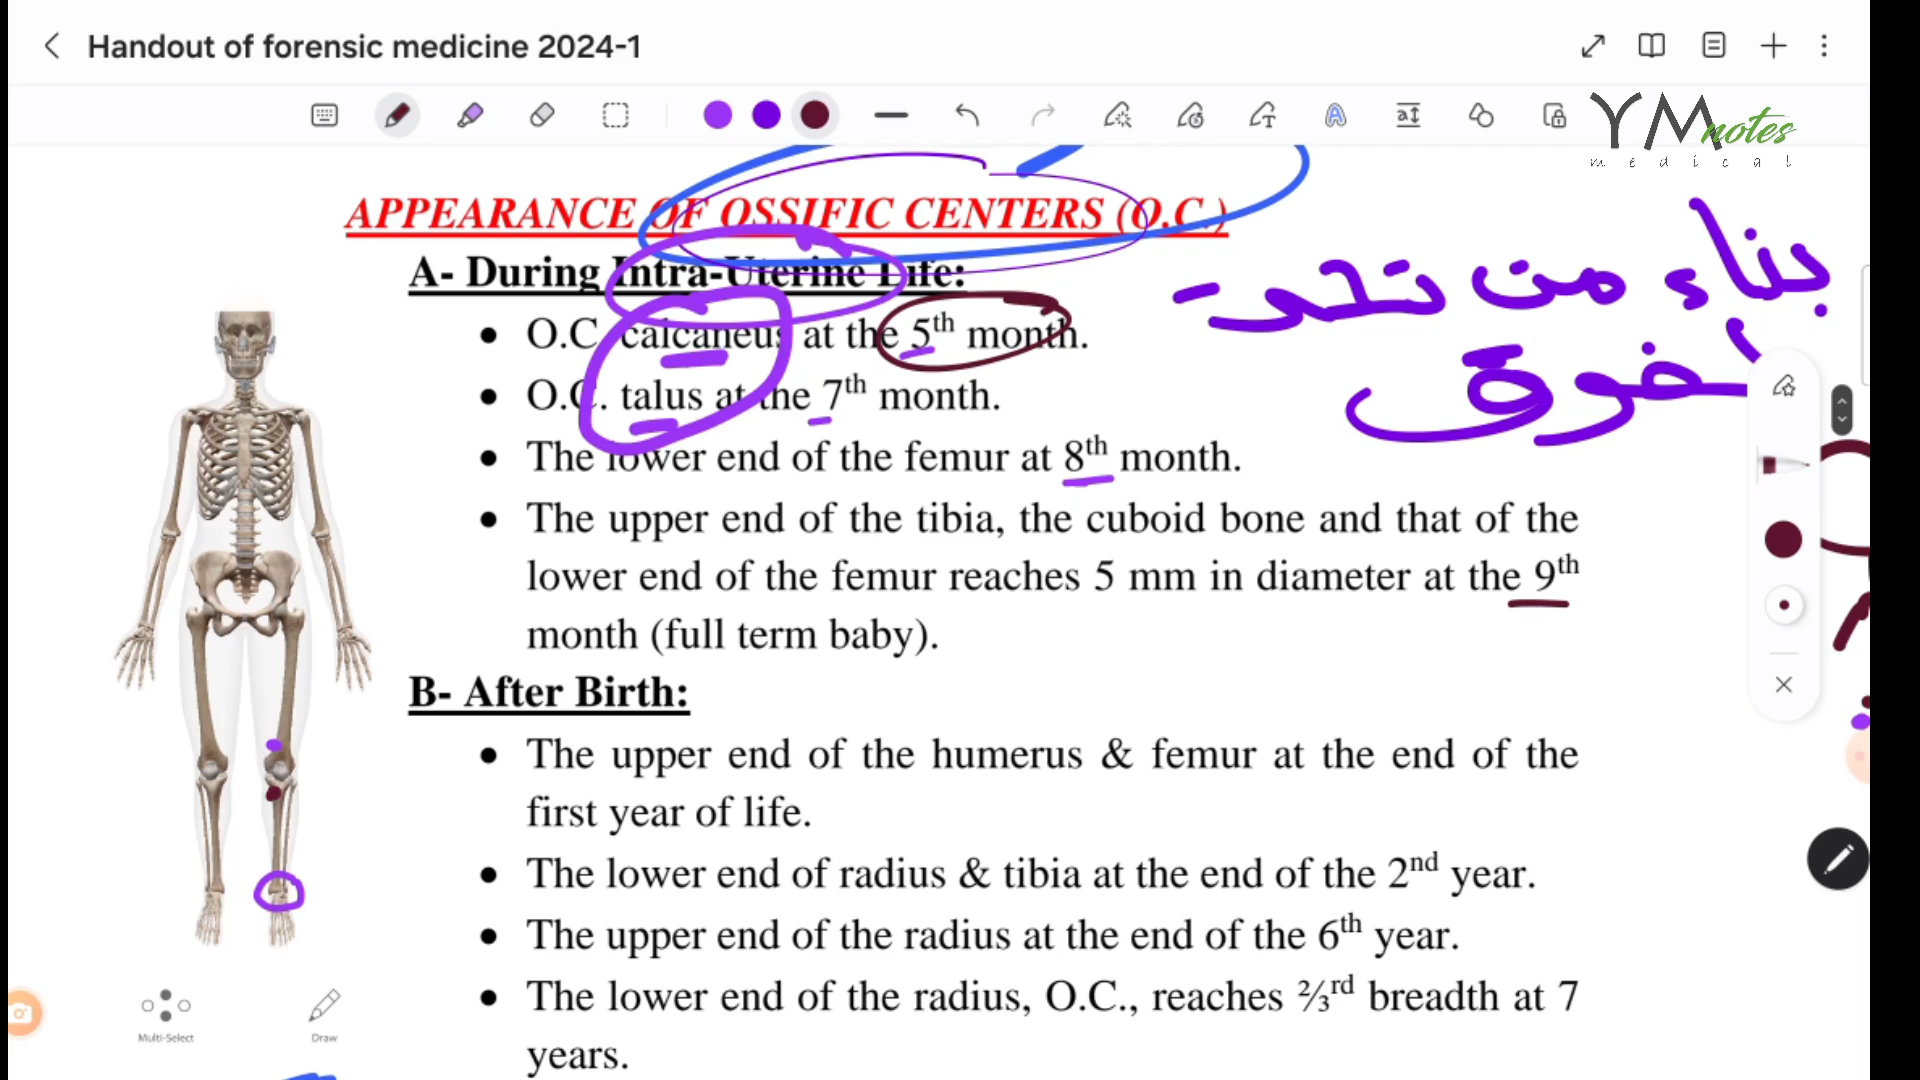 Handout of forensic medicine 2024-1
YM notes
medical
APPEARANCE OF OSSIFIC CENTERS (O.C.)
A- During Intra-Uterine Life:
• O.C. calcaneus at the 5th month.
• O.C. talus at the 7th month.
• The lower end of the femur at 8th month.
• The upper end of the tibia, the cuboid bone and that of the
lower end of the femur reaches 5 mm in diameter at the 9th
month (full term baby).
B- After Birth:
• The upper end of the humerus & femur at the end of the
first year of life.
• The lower end of radius & tibia at the end of the 2nd year.
• The upper end of the radius at the end of the 6th year.
• The lower end of the radius, O.C., reaches ⅔rd breadth at 7
years.
بناء من تحت
لفوق
Multi-Select
Draw